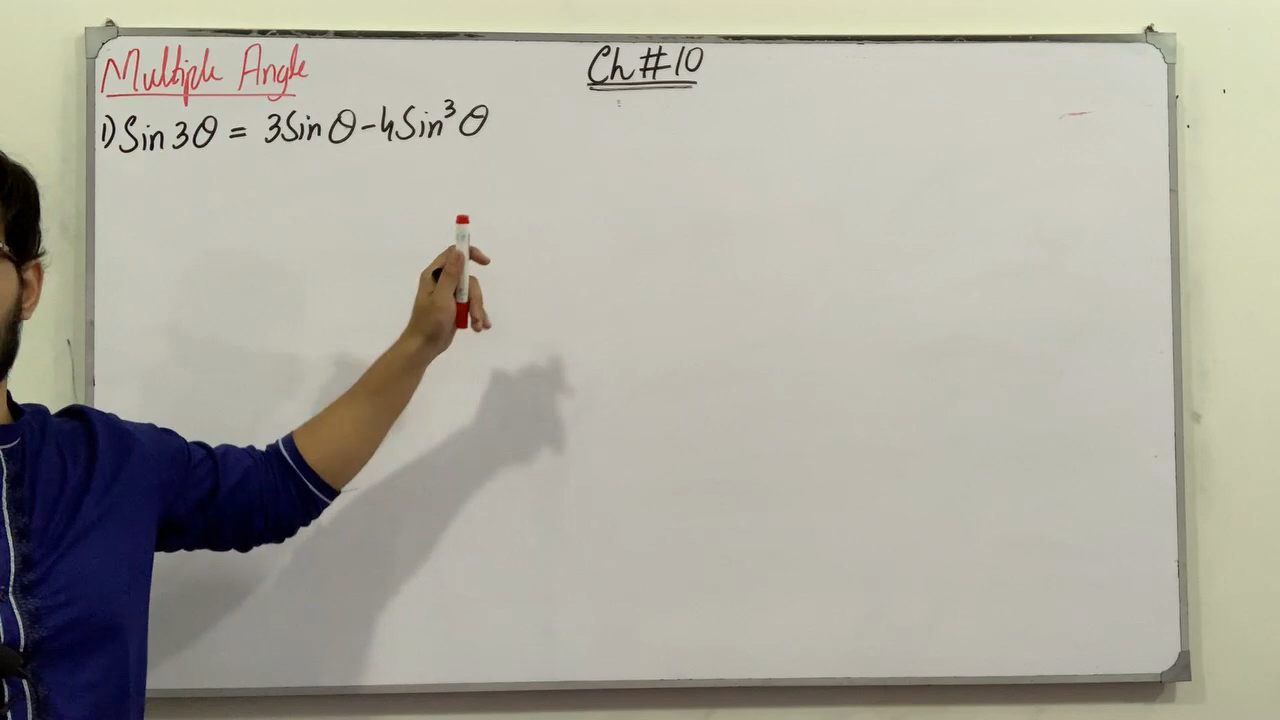 Multiple Angle
Ch#10
1) Sin 3θ = 3Sin θ - 4Sin³ θ